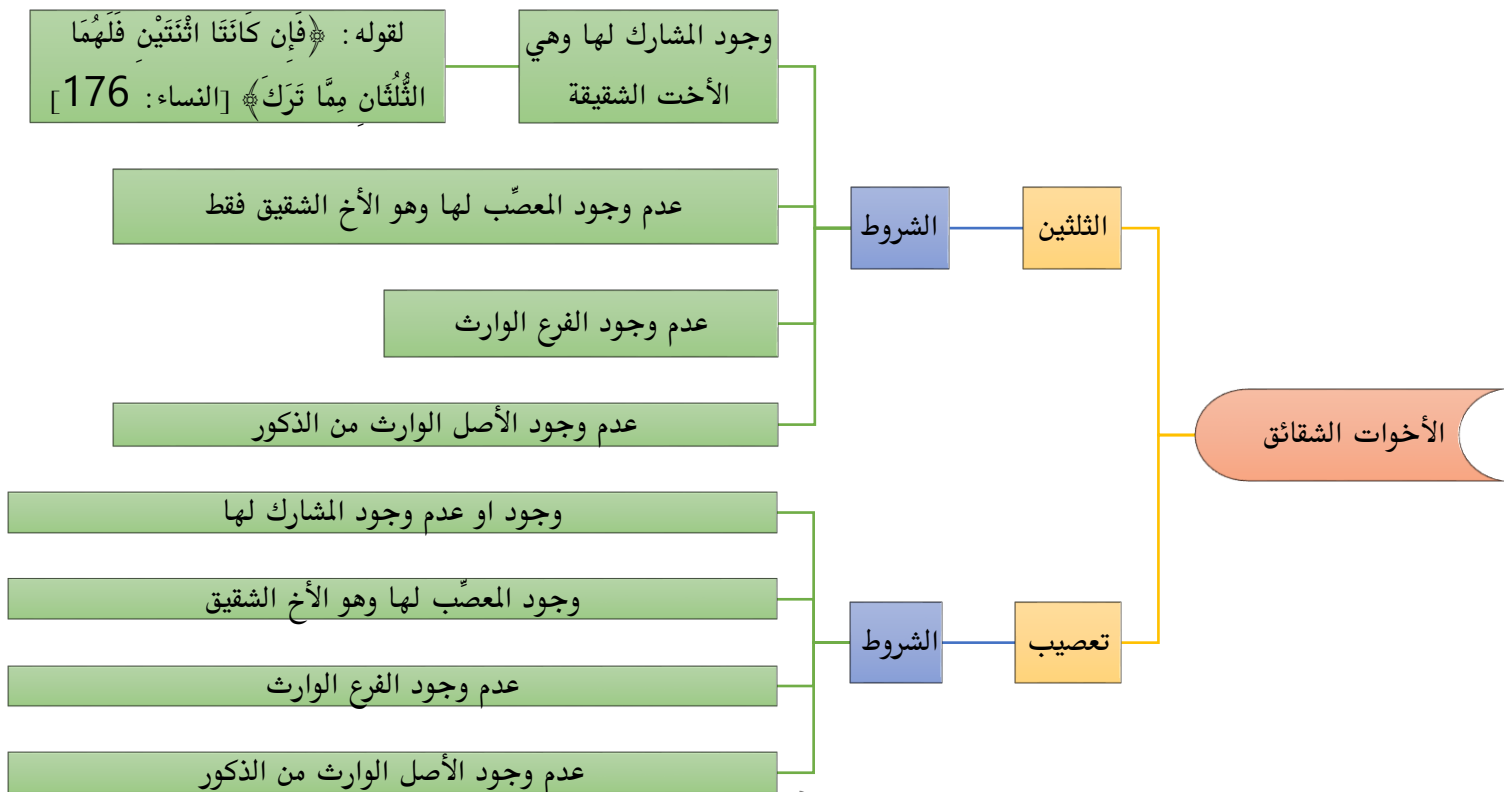 الأخوات الشقائق
الثلثين
الشروط
وجود المشارك لها وهي
الأخت الشقيقة
لقوله: ﴿فَإِن كَانَتَا اثْنَتَيْنِ فَلَهُمَا
الثُّلُثَانِ مِمَّا تَرَكَ﴾ [النساء: 176]
عدم وجود المعصِّب لها وهو الأخ الشقيق فقط
عدم وجود الفرع الوارث
عدم وجود الأصل الوارث من الذكور
تعصيب
الشروط
وجود او عدم وجود المشارك لها
وجود المعصِّب لها وهو الأخ الشقيق
عدم وجود الفرع الوارث
عدم وجود الأصل الوارث من الذكور